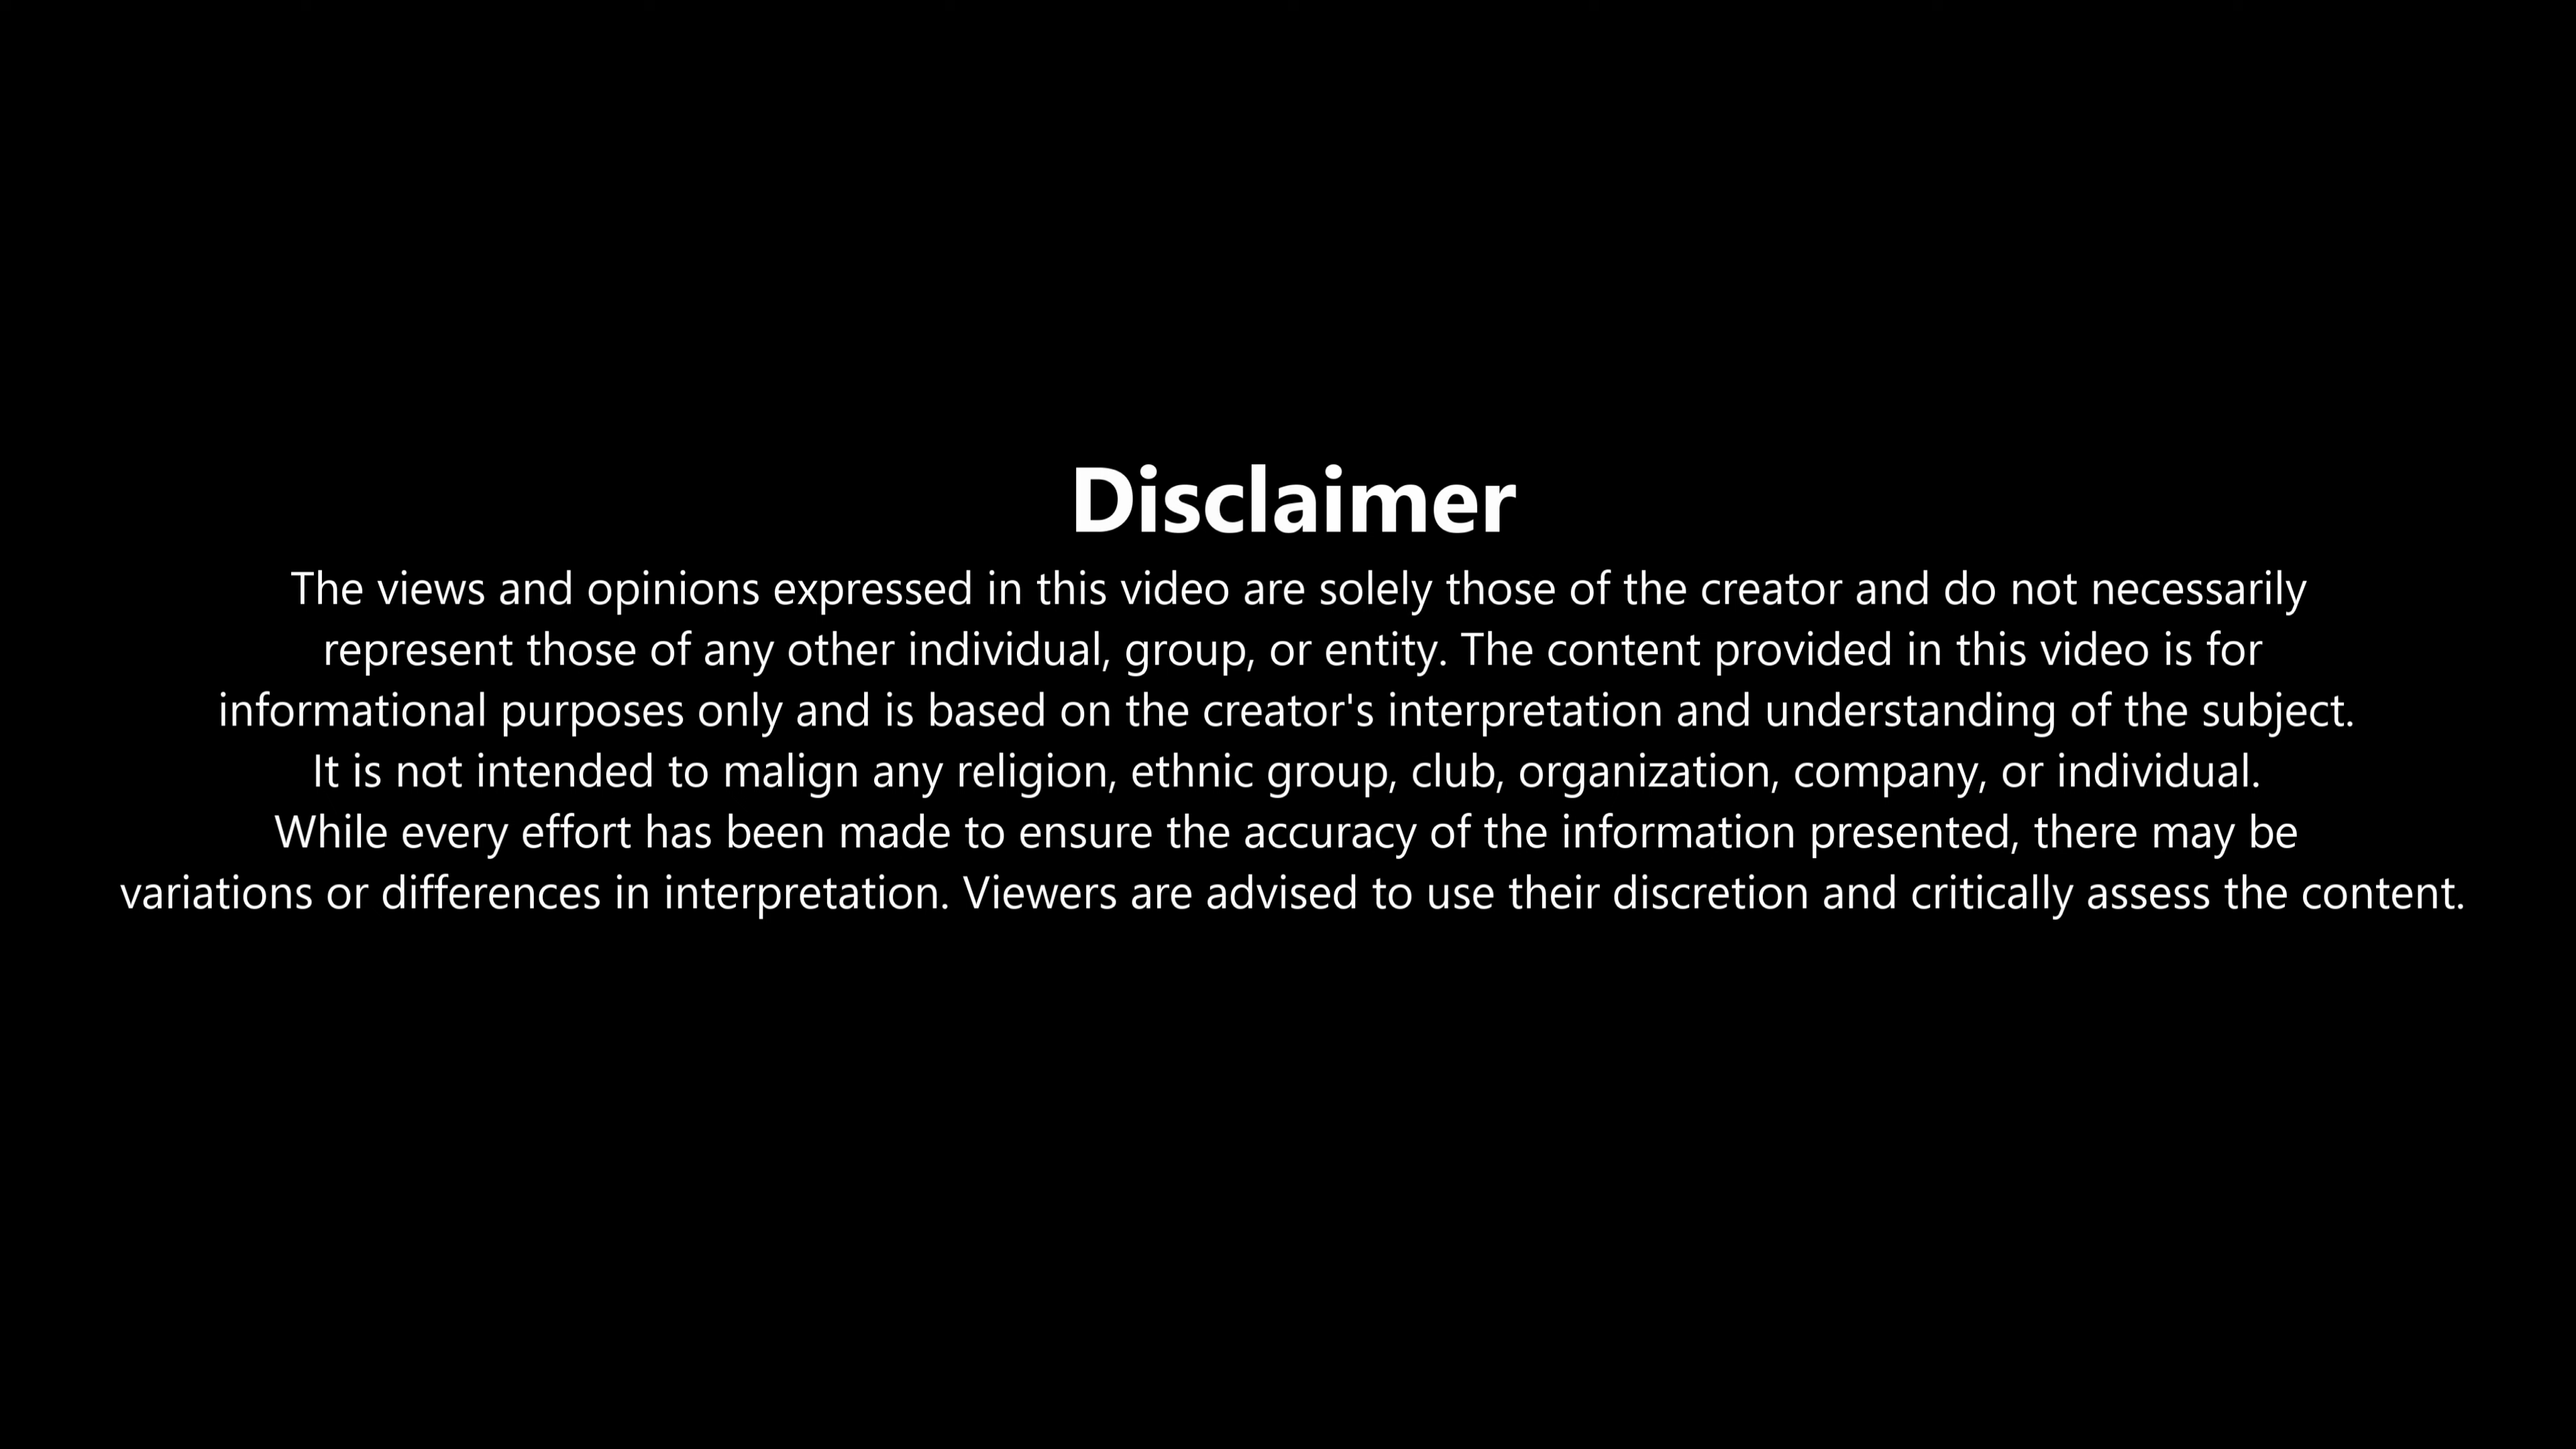 Disclaimer
The views and opinions expressed in this video are solely those of the creator and do not necessarily
represent those of any other individual, group, or entity. The content provided in this video is for
informational purposes only and is based on the creator's interpretation and understanding of the subject.
It is not intended to malign any religion, ethnic group, club, organization, company, or individual.
While every effort has been made to ensure the accuracy of the information presented, there may be
variations or differences in interpretation. Viewers are advised to use their discretion and critically assess the content.